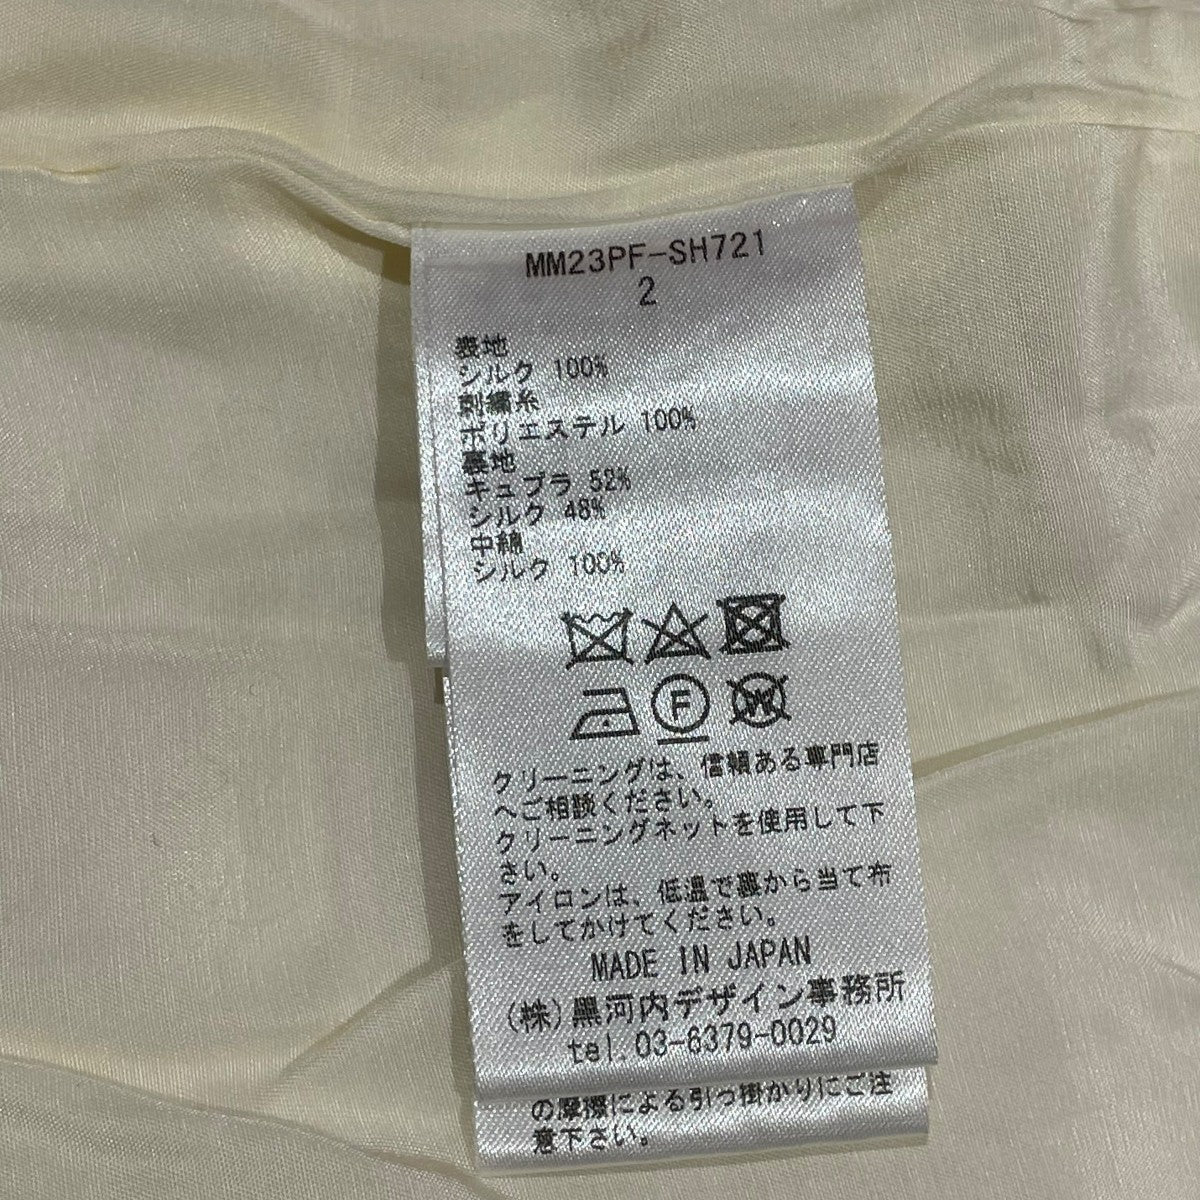 MM23PF-SH721
2
表地
シルク 100%
刺繍糸
ポリエステル 100%
裏地
キュプラ 52%
シルク 48%
中綿
シルク 100%
F
W
クリーニングは、信頼ある専門店
へご相談ください。
クリーニングネットを使用して下
さい。
アイロンは、低温で裏から当て布
をしてかけてください。
MADE IN JAPAN
(株)黒河内デザイン事務所
tel.03-6379-0029
の摩擦による引っ掛かりにご注
意下さい。